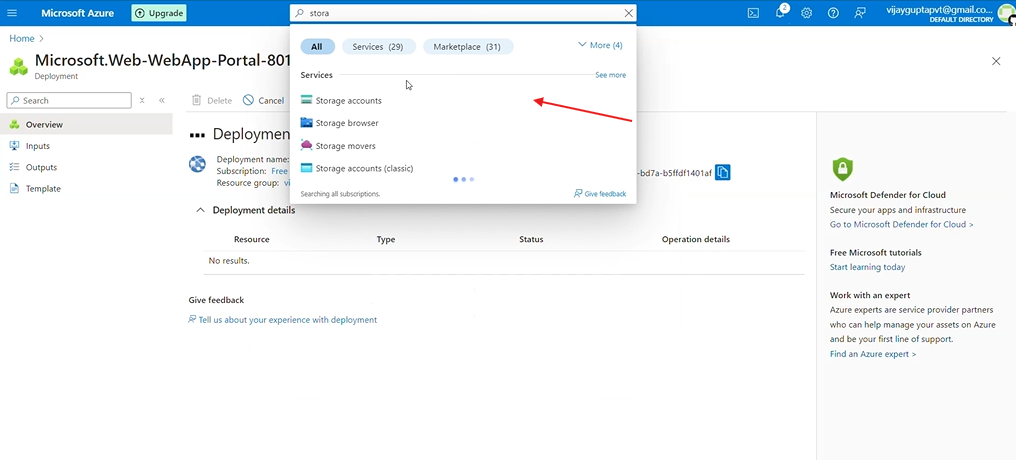 Microsoft Azure
Upgrade
stora
2
vijayguptapvt@gmail.co...
DEFAULT DIRECTORY
Home >
Microsoft.Web-WebApp-Portal-801
Deployment
All
Services (29)
Marketplace (31)
More (4)
Services
See more
Storage accounts
Storage browser
Storage movers
Storage accounts (classic)
Searching all subscriptions.
Give feedback
Search
Delete
Cancel
Overview
Inputs
Outputs
Template
Deployment
Deployment name:
Subscription: Free
Resource group: vi
-bd7a-b5ffdf1401af
Deployment details
Resource Type Status Operation details
No results.
Give feedback
Tell us about your experience with deployment
Microsoft Defender for Cloud
Secure your apps and infrastructure
Go to Microsoft Defender for Cloud >
Free Microsoft tutorials
Start learning today
Work with an expert
Azure experts are service provider partners
who can help manage your assets on Azure
and be your first line of support.
Find an Azure expert >